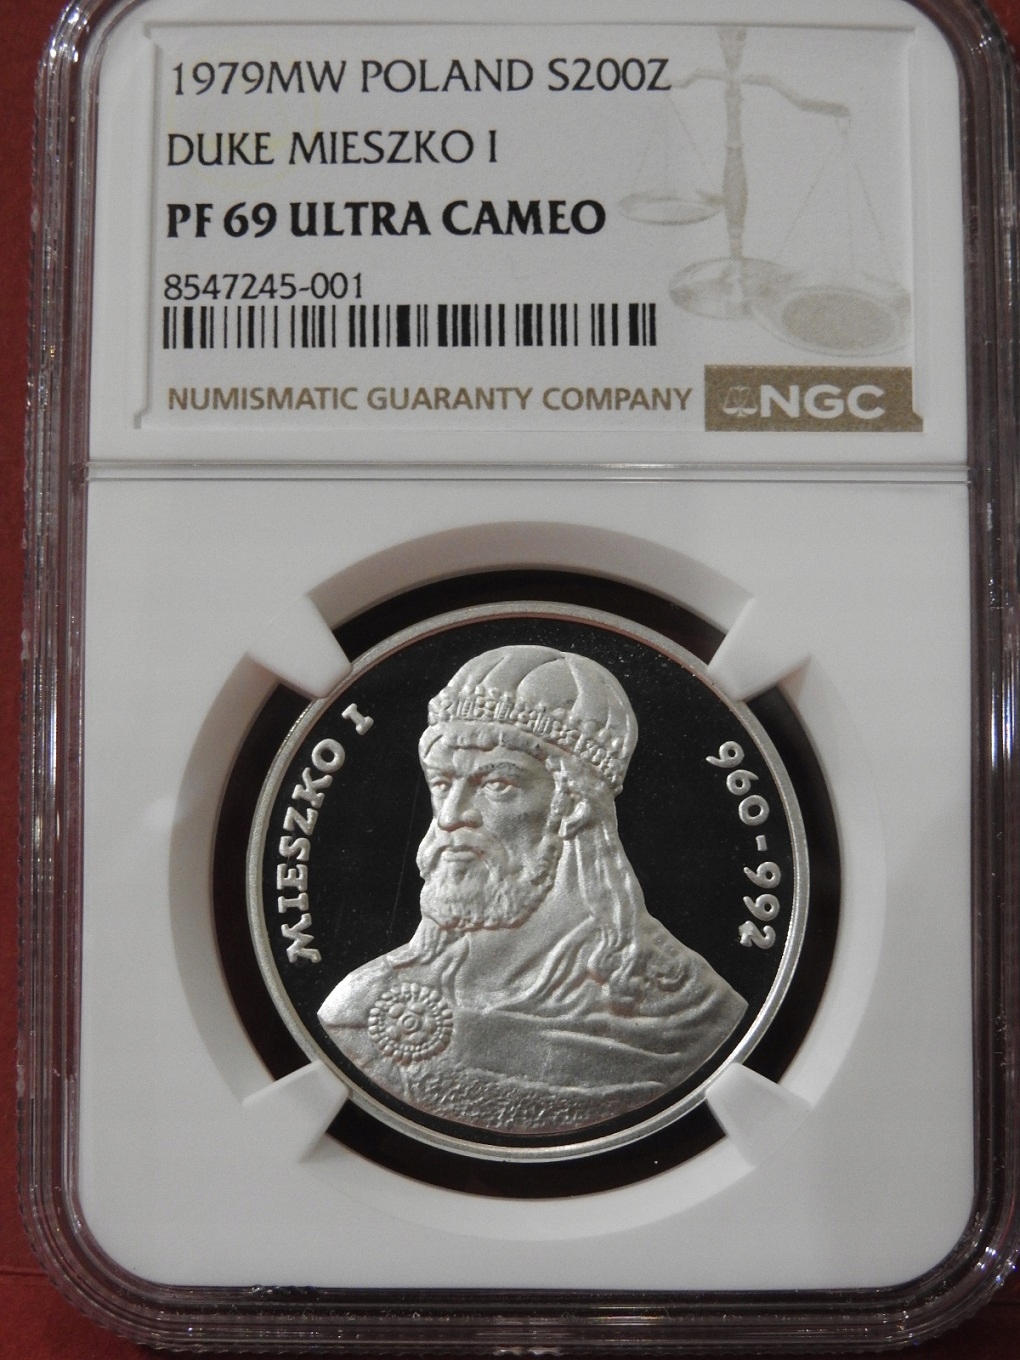 1979MW POLAND S200Z
DUKE MIESZKO I
PF 69 ULTRA CAMEO
8547245-001
NUMISMATIC GUARANTY COMPANY
NGC
MIESZKO I
960-992